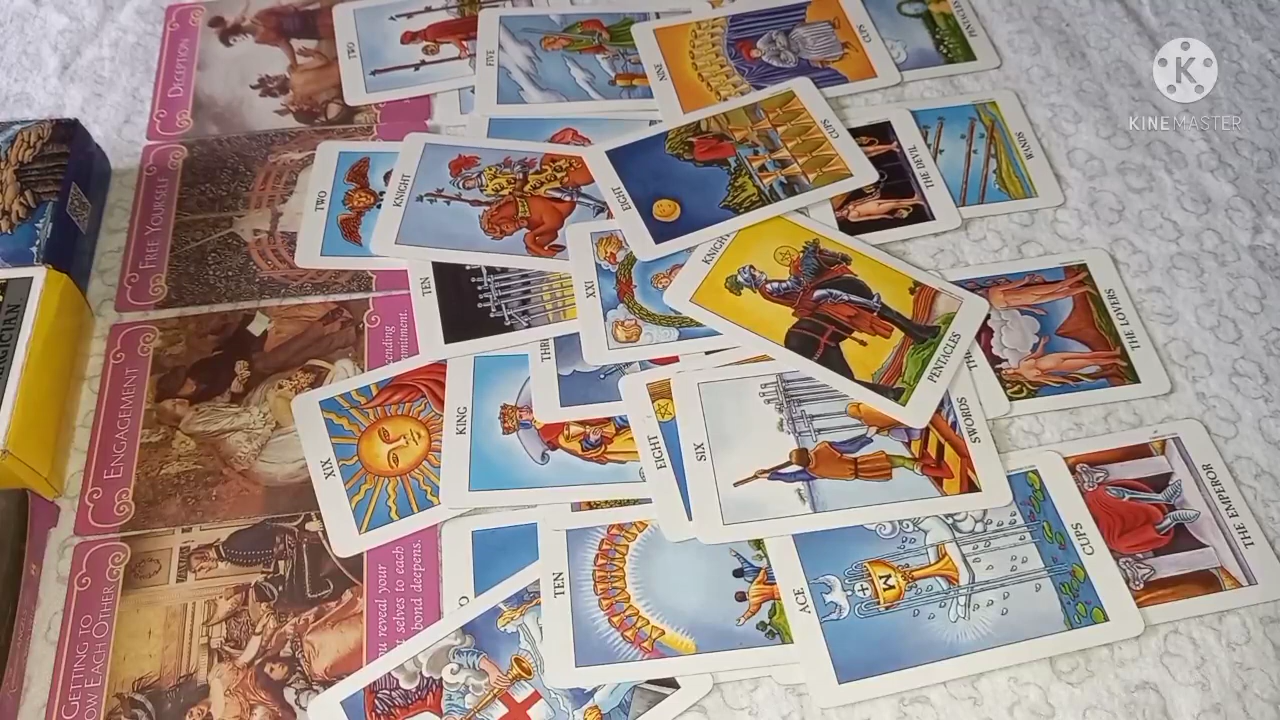 DECEPTION
TWO
FIVE
NINE
CUPS
PENTACLES
K
KINEMASTER
FREE YOURSELF
TWO
KNIGHT
EIGHT
CUPS
THE DEVIL
WANDS
TEN
XXI
KNIGHT
PENTACLES
THE LOVERS
ENGAGEMENT
XIX
KING
EIGHT
SIX
SWORDS
THE EMPEROR
GETTING TO
OW EACH OTHER
u reveal your
selves to each
bond deepens.
TEN
ACE
M
CUPS